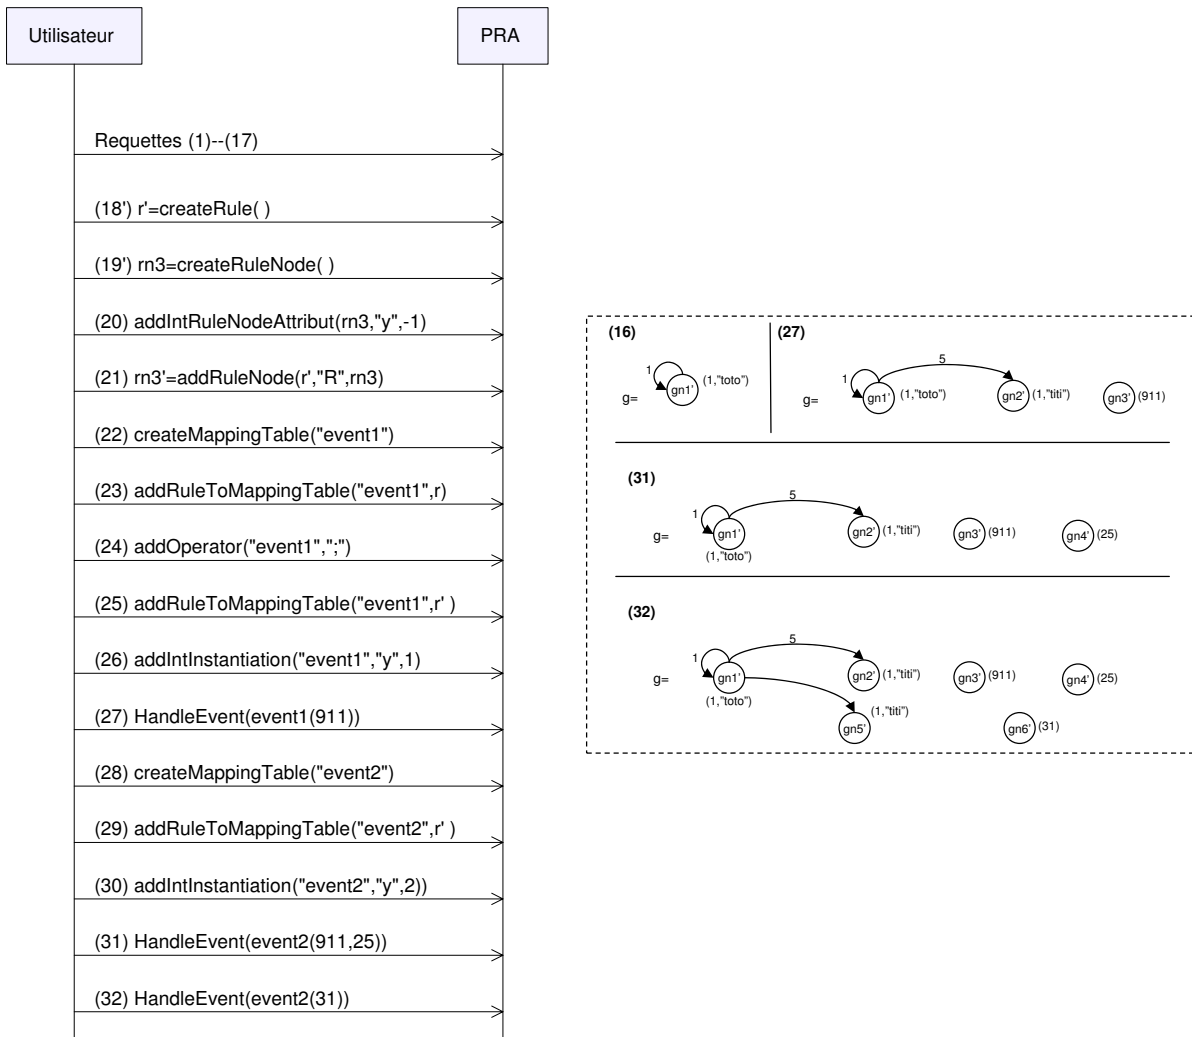 Utilisateur
PRA
Requettes (1)--(17)
(18') r'=createRule( )
(19') rn3=createRuleNode( )
(20) addIntRuleNodeAttribut(rn3,"y",-1)
(21) rn3'=addRuleNode(r',"R",rn3)
(22) createMappingTable("event1")
(23) addRuleToMappingTable("event1",r)
(24) addOperator("event1",";")
(25) addRuleToMappingTable("event1",r' )
(26) addIntInstantiation("event1","y",1)
(27) HandleEvent(event1(911))
(28) createMappingTable("event2")
(29) addRuleToMappingTable("event2",r' )
(30) addIntInstantiation("event2","y",2))
(31) HandleEvent(event2(911,25))
(32) HandleEvent(event2(31))
(16)
1
g=
gn1'
(1,"toto")
(27)
5
1
g=
gn1'
(1,"toto")
gn2'
(1,"titi")
gn3'
(911)
(31)
5
1
g=
gn1'
(1,"toto")
gn2'
(1,"titi")
gn3'
(911)
gn4'
(25)
(32)
5
1
g=
gn1'
(1,"toto")
gn2'
(1,"titi")
gn3'
(911)
gn4'
(25)
(1,"titi")
gn5'
gn6'
(31)